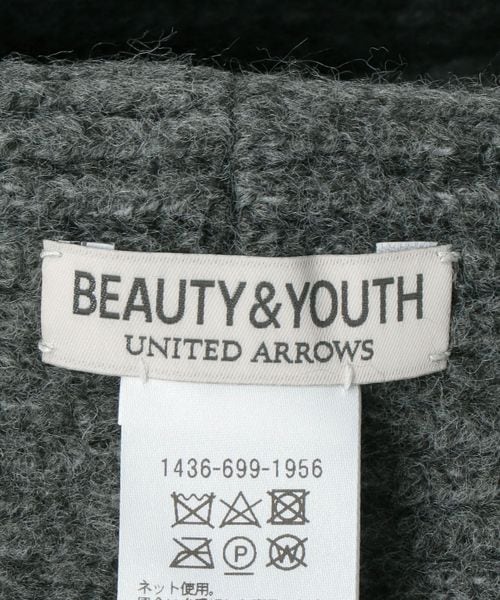 BEAUTY&YOUTH
UNITED ARROWS
1436-699-1956
P W
ネット使用。